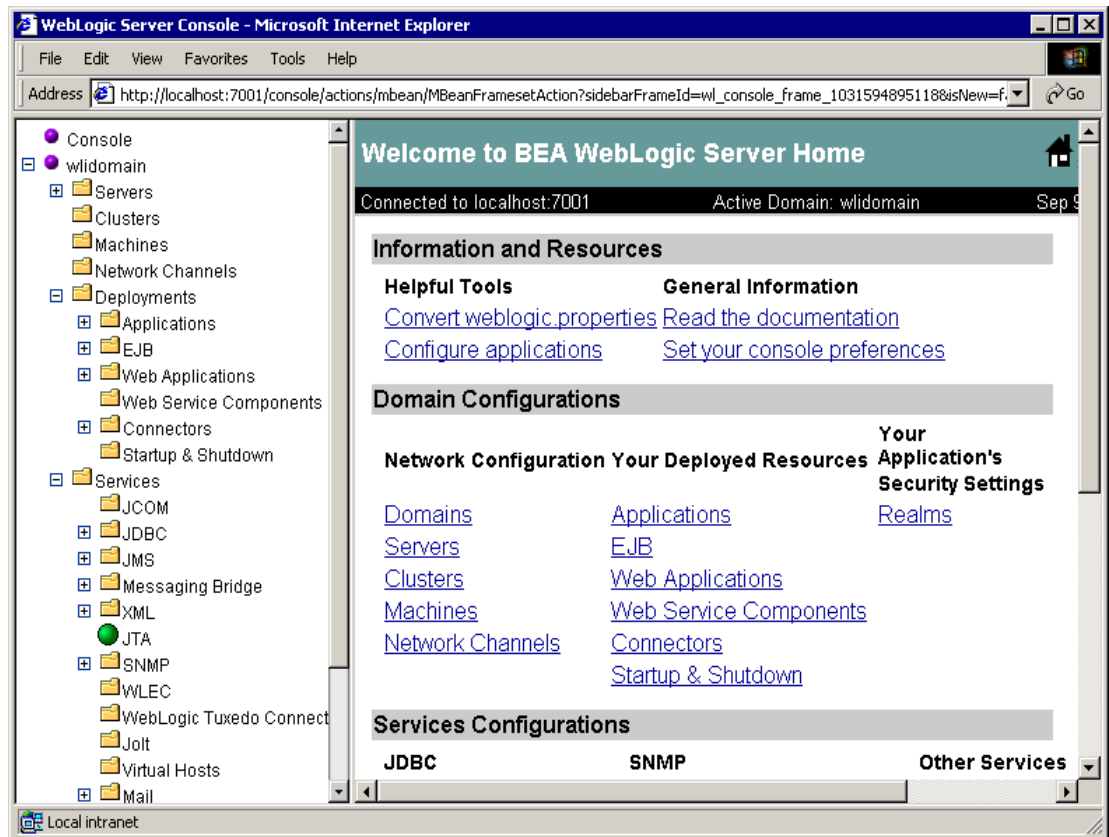 WebLogic Server Console - Microsoft Internet Explorer
File Edit View Favorites Tools Help
Address http://localhost:7001/console/actions/mbean/MBeanFramesetAction?sidebarFrameId=wl_console_frame_1031594895118&isNew=f Go
Console
wlidomain
Servers
Clusters
Machines
Network Channels
Deployments
Applications
EJB
Web Applications
Web Service Components
Connectors
Startup & Shutdown
Services
JCOM
JDBC
JMS
Messaging Bridge
XML
JTA
SNMP
WLEC
WebLogic Tuxedo Connect
Jolt
Virtual Hosts
Mail
Welcome to BEA WebLogic Server Home
Connected to localhost:7001 Active Domain: wlidomain Sep 9
Information and Resources
Helpful Tools General Information
Convert weblogic.properties Read the documentation
Configure applications Set your console preferences
Domain Configurations
Network Configuration Your Deployed Resources Your
Application's
Security Settings
Domains Applications Realms
Servers EJB
Clusters Web Applications
Machines Web Service Components
Network Channels Connectors
Startup & Shutdown
Services Configurations
JDBC SNMP Other Services
Local intranet